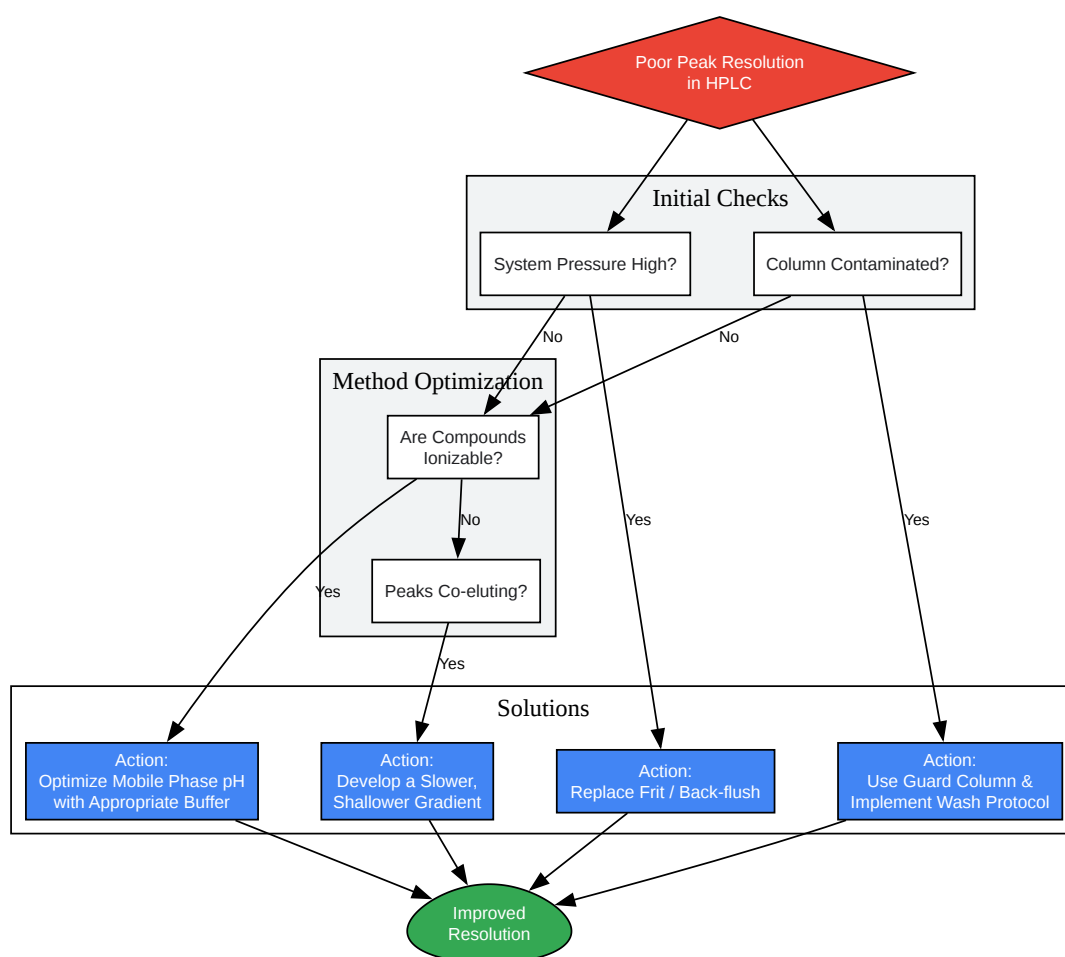 Poor Peak Resolution
in HPLC
Initial Checks
System Pressure High?
Column Contaminated?
No
No
Method Optimization
Are Compounds
Ionizable?
No
Yes
Yes
Peaks Co-eluting?
Yes
Yes
Solutions
Action:
Optimize Mobile Phase pH
with Appropriate Buffer
Action:
Develop a Slower,
Shallower Gradient
Action:
Replace Frit / Back-flush
Action:
Use Guard Column &
Implement Wash Protocol
Improved
Resolution